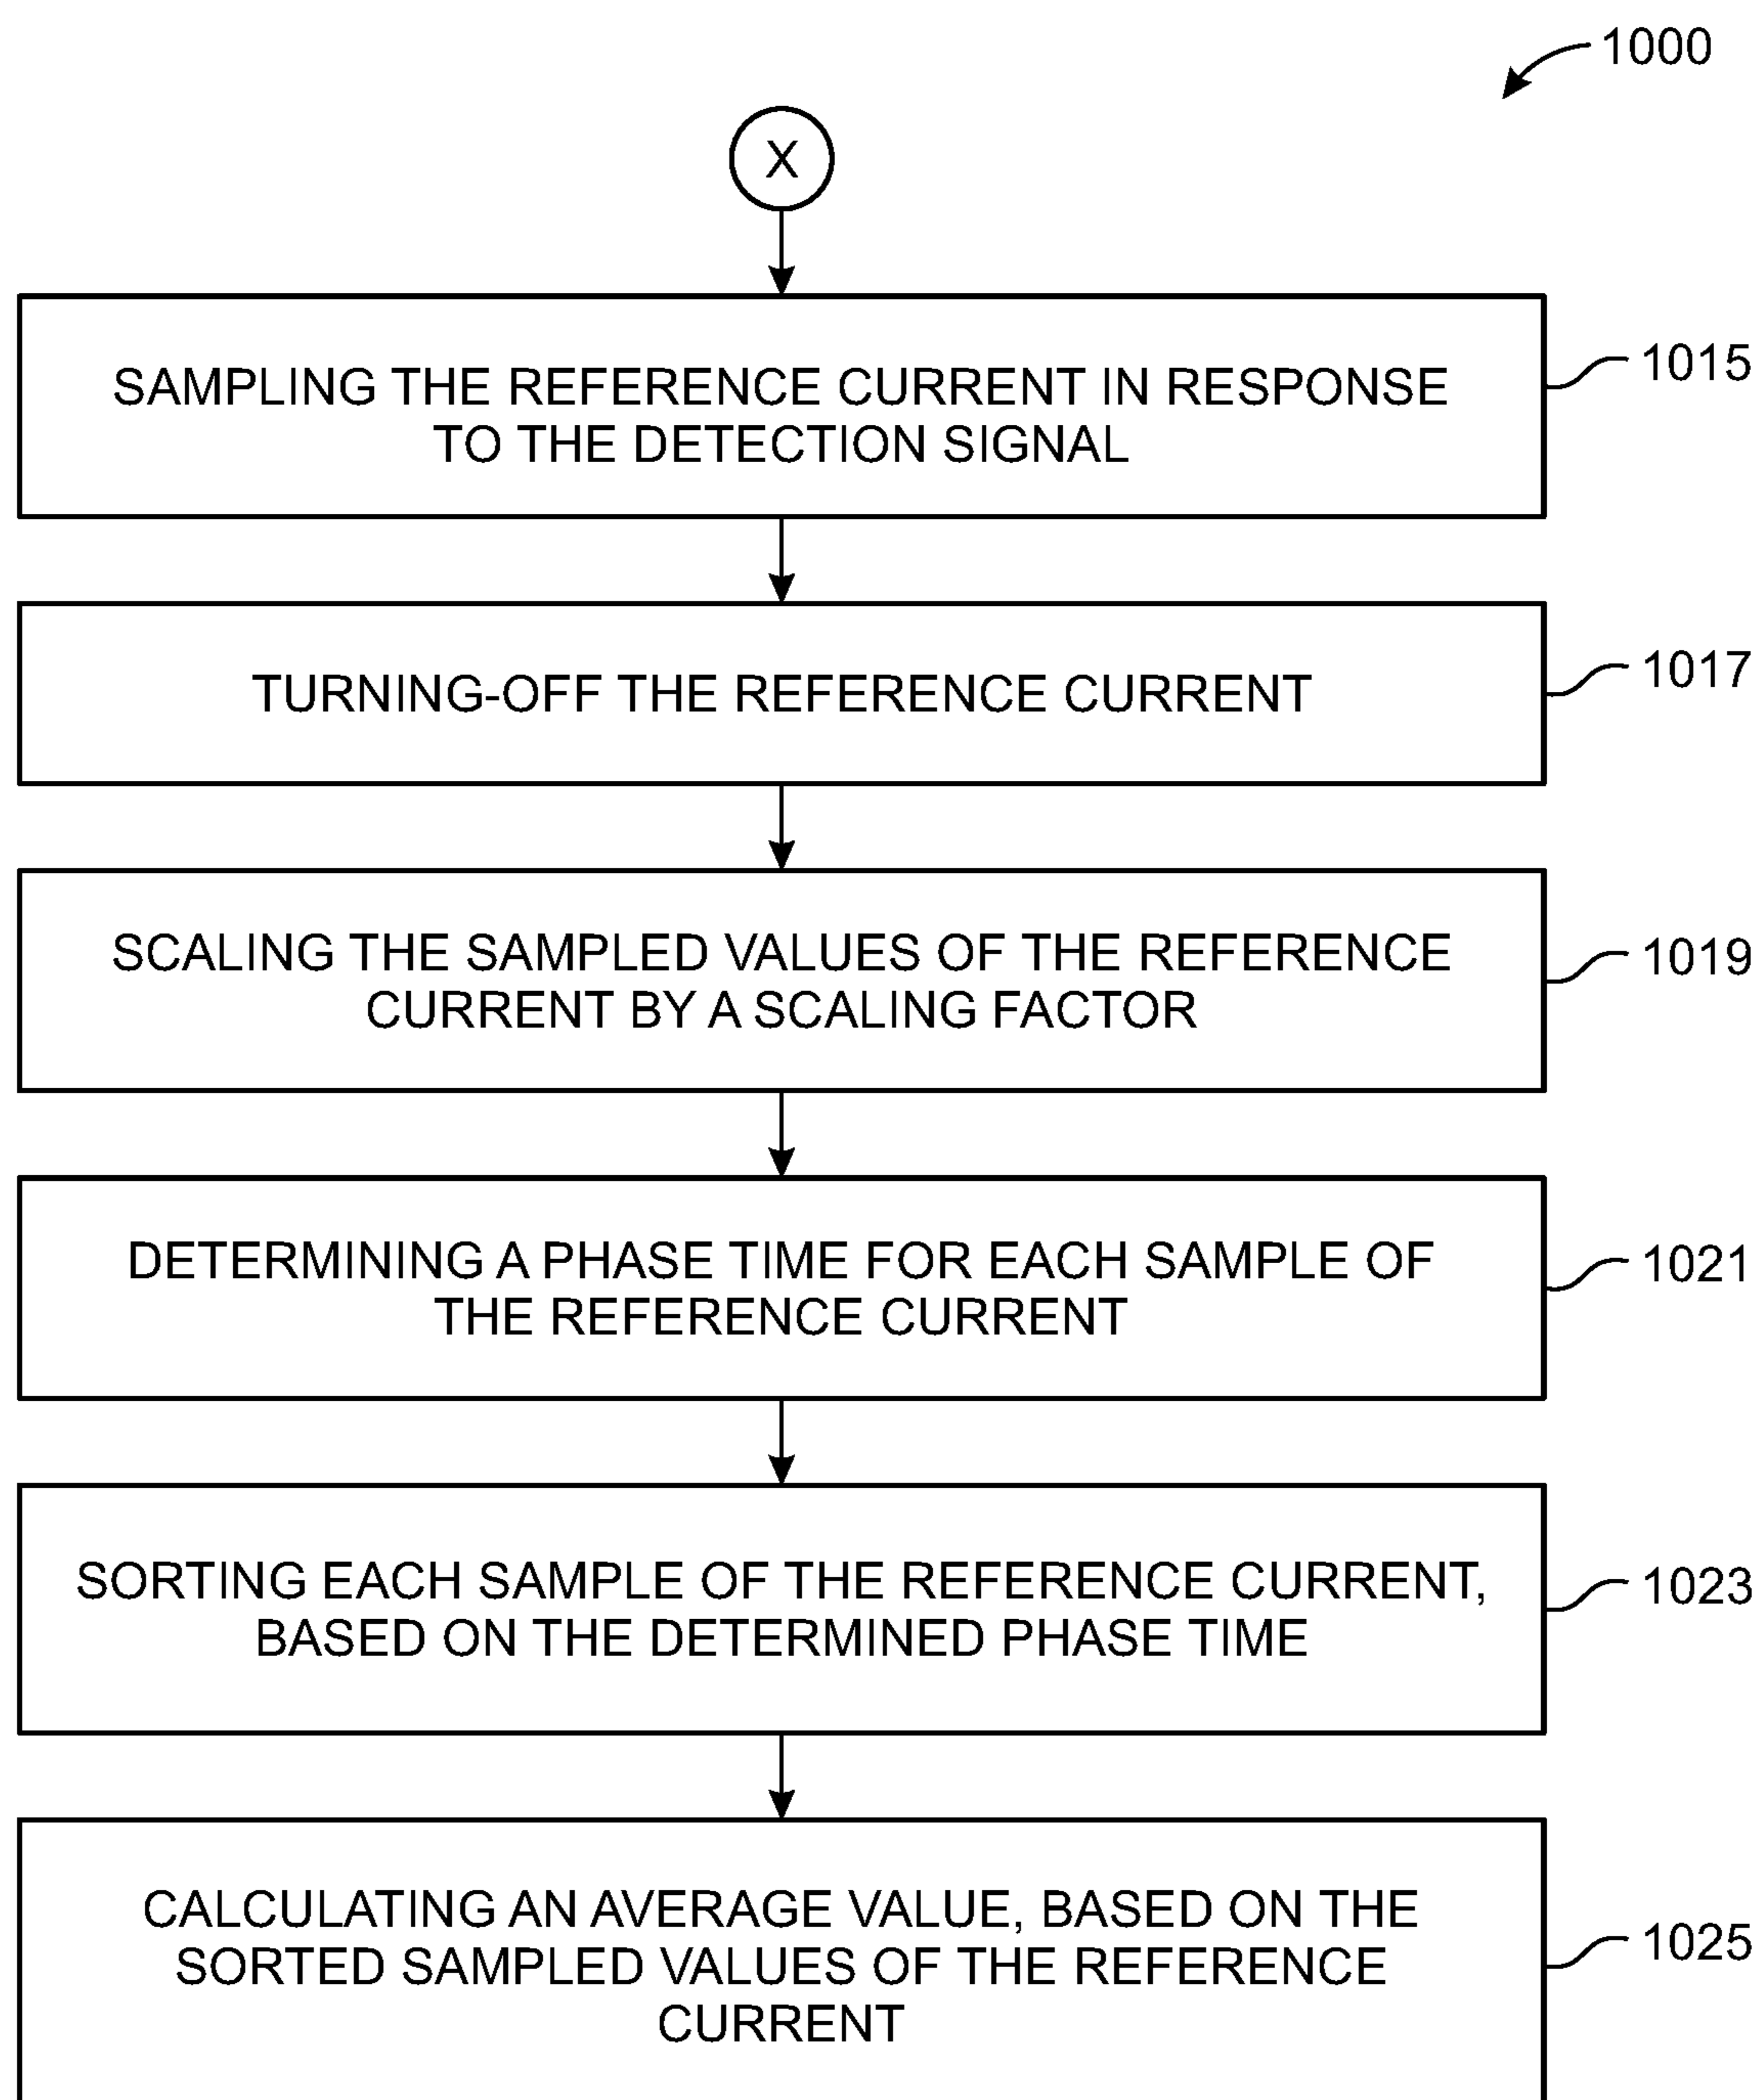 1000
X
SAMPLING THE REFERENCE CURRENT IN RESPONSE
TO THE DETECTION SIGNAL
1015
TURNING-OFF THE REFERENCE CURRENT
1017
SCALING THE SAMPLED VALUES OF THE REFERENCE
CURRENT BY A SCALING FACTOR
1019
DETERMINING A PHASE TIME FOR EACH SAMPLE OF
THE REFERENCE CURRENT
1021
SORTING EACH SAMPLE OF THE REFERENCE CURRENT,
BASED ON THE DETERMINED PHASE TIME
1023
CALCULATING AN AVERAGE VALUE, BASED ON THE
SORTED SAMPLED VALUES OF THE REFERENCE
CURRENT
1025